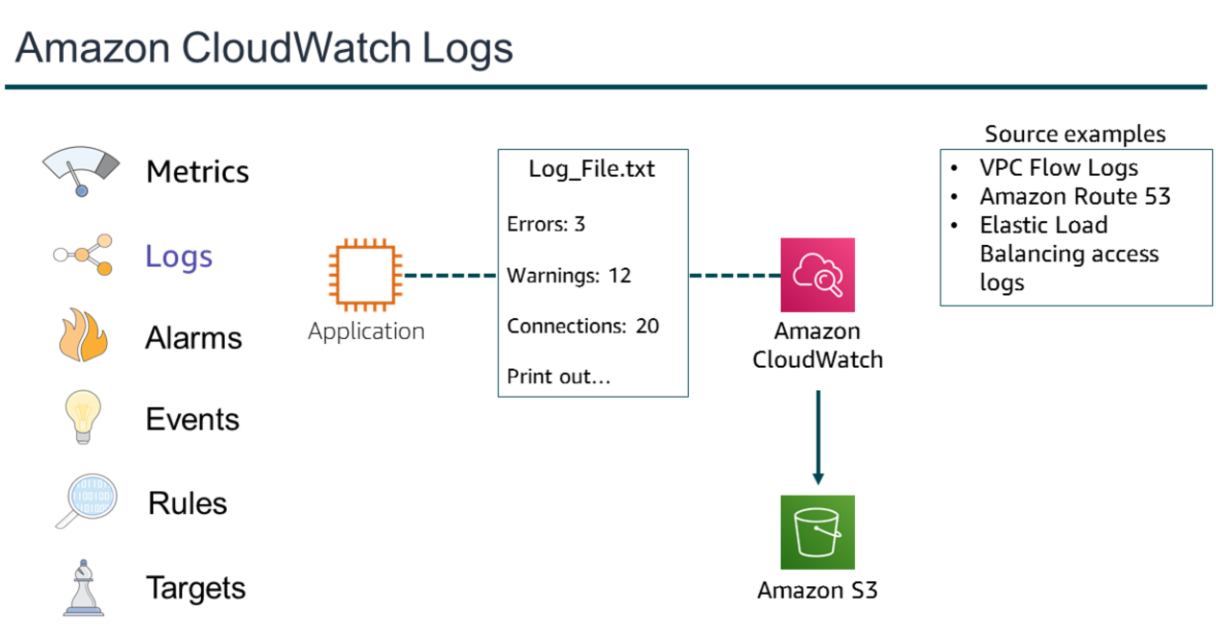 Amazon CloudWatch Logs
Metrics
Logs
Alarms
Events
Rules
Targets
Application
Log_File.txt
Errors: 3
Warnings: 12
Connections: 20
Print out...
Amazon
CloudWatch
Amazon S3
Source examples
• VPC Flow Logs
• Amazon Route 53
• Elastic Load
Balancing access
logs